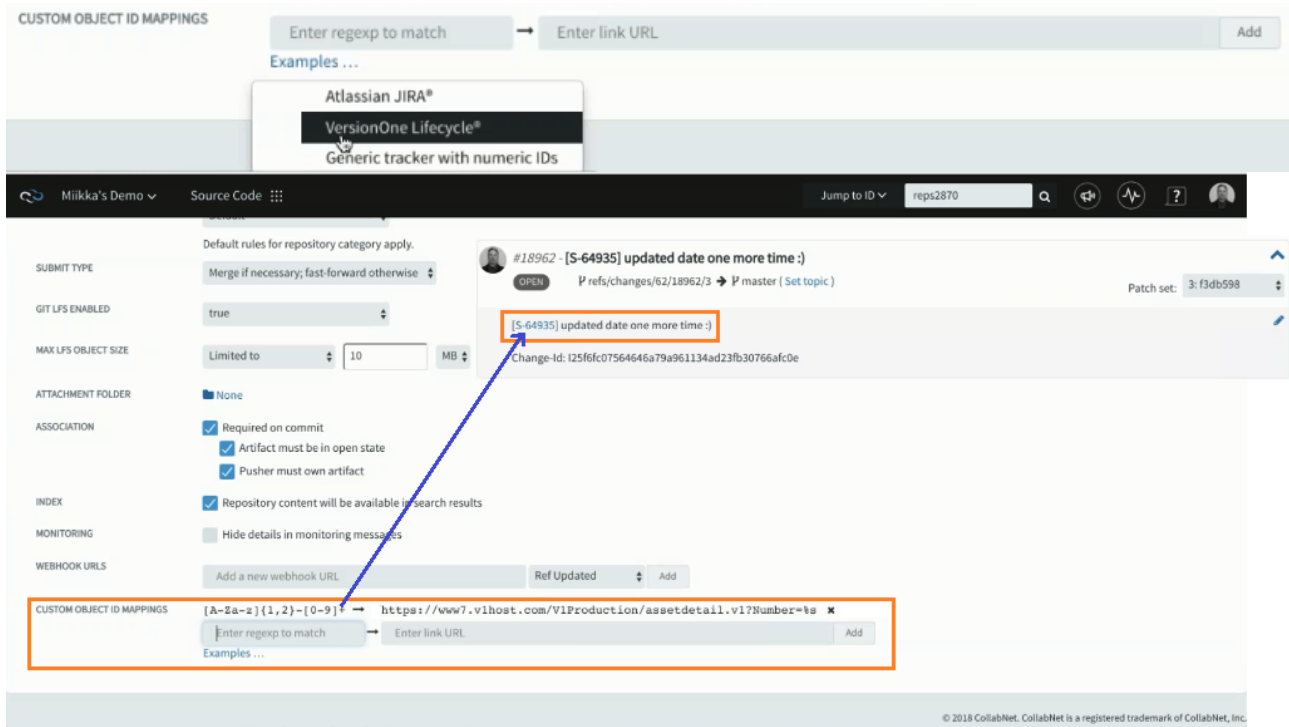 CUSTOM OBJECT ID MAPPINGS
Enter regexp to match → Enter link URL Add
Examples ...
Atlassian JIRA®
VersionOne Lifecycle®
Generic tracker with numeric IDs
Miikka's Demo Source Code Jump to ID reps2870 ?
Default
Default rules for repository category apply.
SUBMIT TYPE Merge if necessary; fast-forward otherwise
GIT LFS ENABLED true
MAX LFS OBJECT SIZE Limited to 10 MB
ATTACHMENT FOLDER None
ASSOCIATION Required on commit
Artifact must be in open state
Pusher must own artifact
INDEX Repository content will be available in search results
MONITORING Hide details in monitoring messages
WEBHOOK URLS Add a new webhook URL Ref Updated Add
CUSTOM OBJECT ID MAPPINGS [A-Za-z]{1,2}-[0-9]+ → https://www7.v1host.com/V1Production/assetdetail.v1?Number=%s ✖
Enter regexp to match → Enter link URL Add
Examples ...
#18962 - [S-64935] updated date one more time :)
OPEN refs/changes/62/18962/3 ➔ master ( Set topic )
Patch set: 3: f3db598
[S-64935] updated date one more time :)
Change-Id: I25f6fc07564646a79a961134ad23fb30766afc0e
© 2018 CollabNet. CollabNet is a registered trademark of CollabNet, Inc.